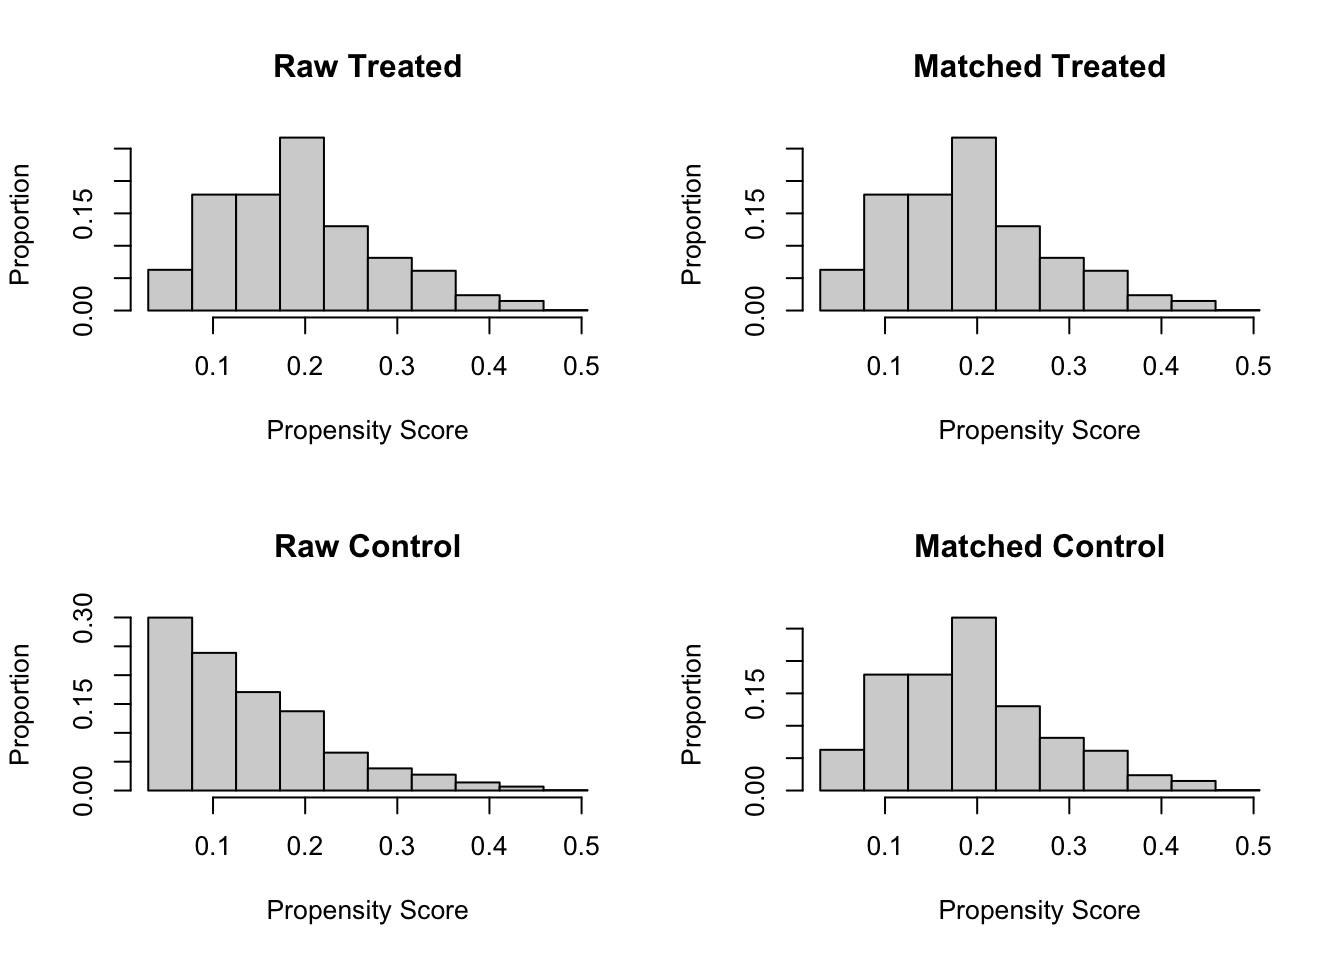 Raw Treated
Proportion
0.00 0.15
0.1 0.2 0.3 0.4 0.5
Propensity Score
Matched Treated
Proportion
0.00 0.15
0.1 0.2 0.3 0.4 0.5
Propensity Score
Raw Control
Proportion
0.00 0.15 0.30
0.1 0.2 0.3 0.4 0.5
Propensity Score
Matched Control
Proportion
0.00 0.15
0.1 0.2 0.3 0.4 0.5
Propensity Score